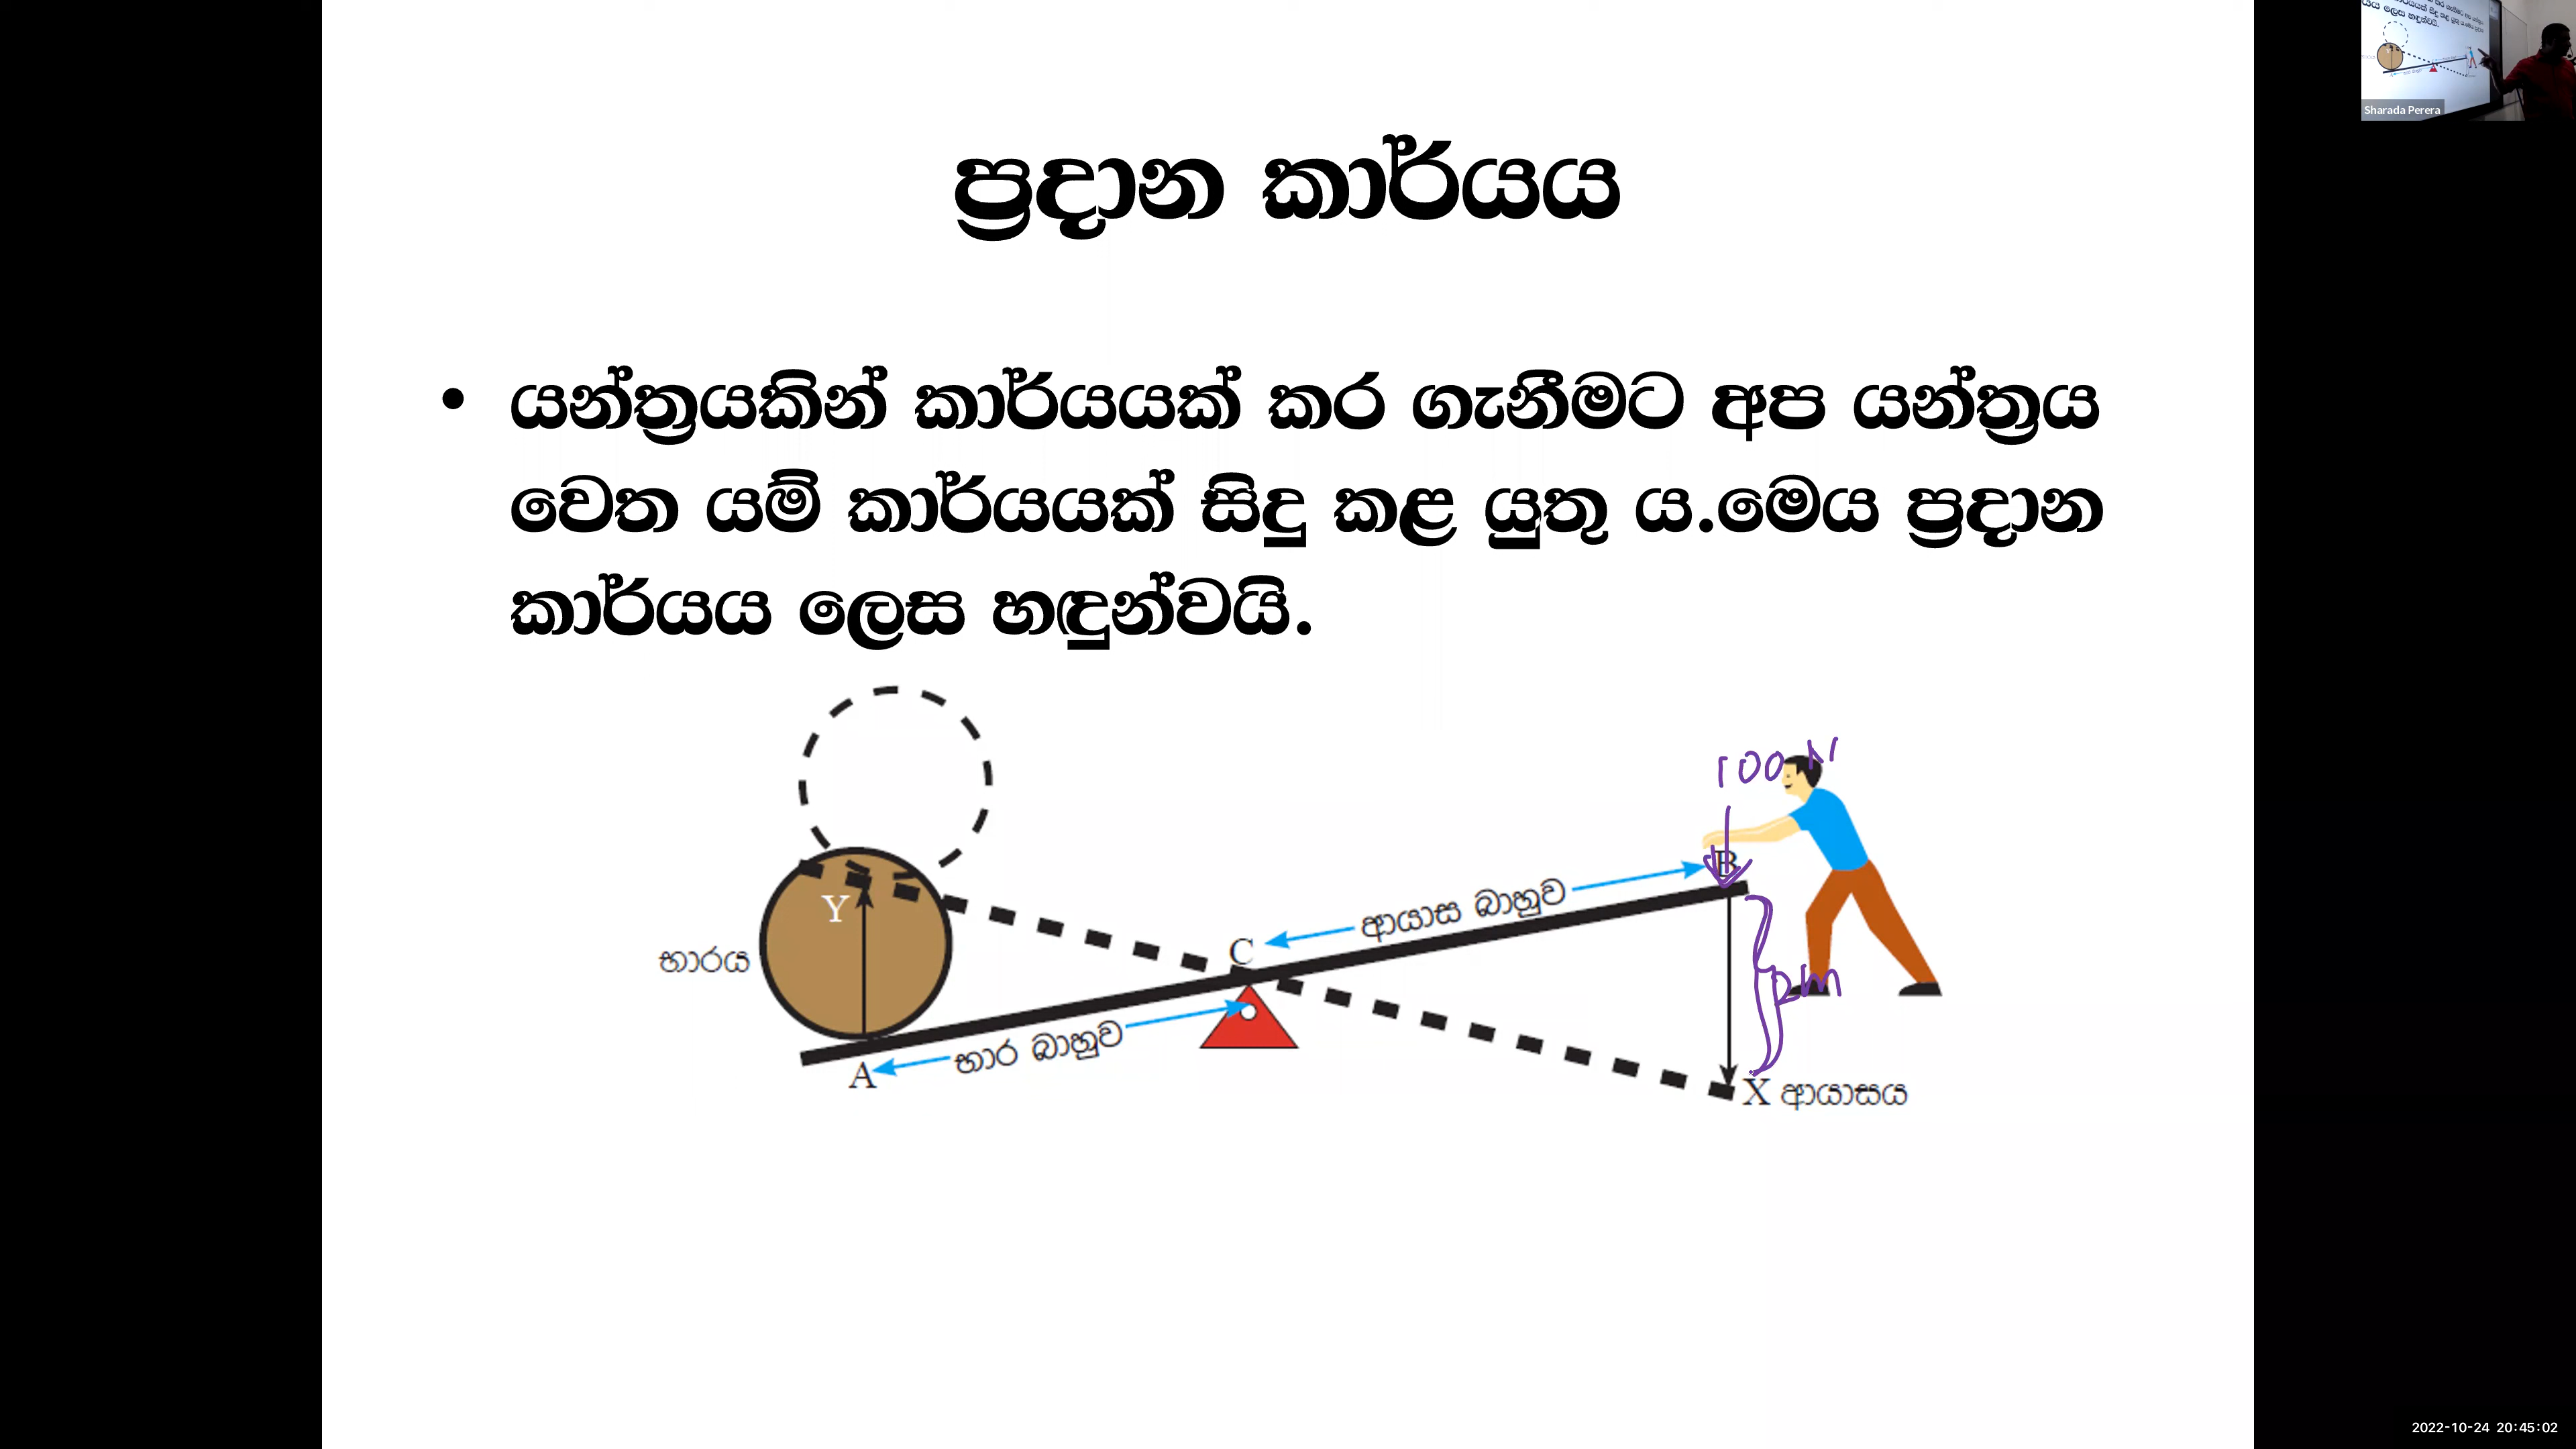 ප්‍රදාන කාර්යය
• යන්ත්‍රයකින් කාර්යයක් කර ගැනීමට අප යන්ත්‍රය
වෙත යම් කාර්යයක් සිදු කළ යුතු ය.මෙය ප්‍රදාන
කාර්යය ලෙස හඳුන්වයි.
100 N
B
ආයාස බාහුව
Y
C
භාරය
භාර බාහුව
A
X ආයාසය
Sharada Perera
2022-10-24 20:45:02